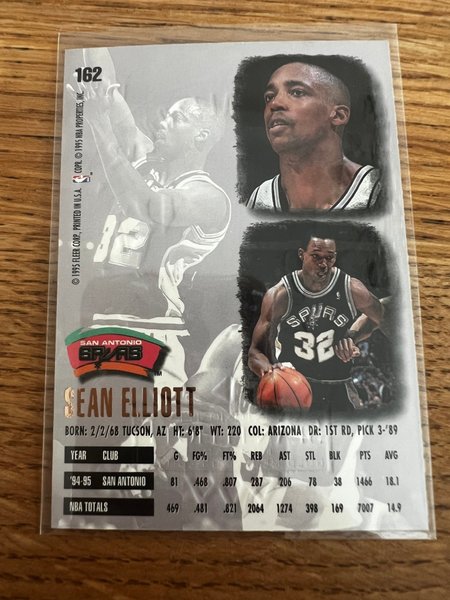 162
© 1995 FLEER CORP. PRINTED IN U.S.A. COPR. © 1995 NBA PROPERTIES, INC.
32
SPURS
32
SAN ANTONIO
SPURS
SEAN ELLIOTT
BORN: 2/2/68 TUCSON, AZ HT: 6'8" WT: 220 COL: ARIZONA DR: 1ST RD, PICK 3-'89
YEAR CLUB G FG% FT% REB AST STL BLK PTS AVG
'94-95 SAN ANTONIO 81 .468 .807 287 206 78 38 1466 18.1
NBA TOTALS 469 .481 .821 2064 1274 398 169 7007 14.9